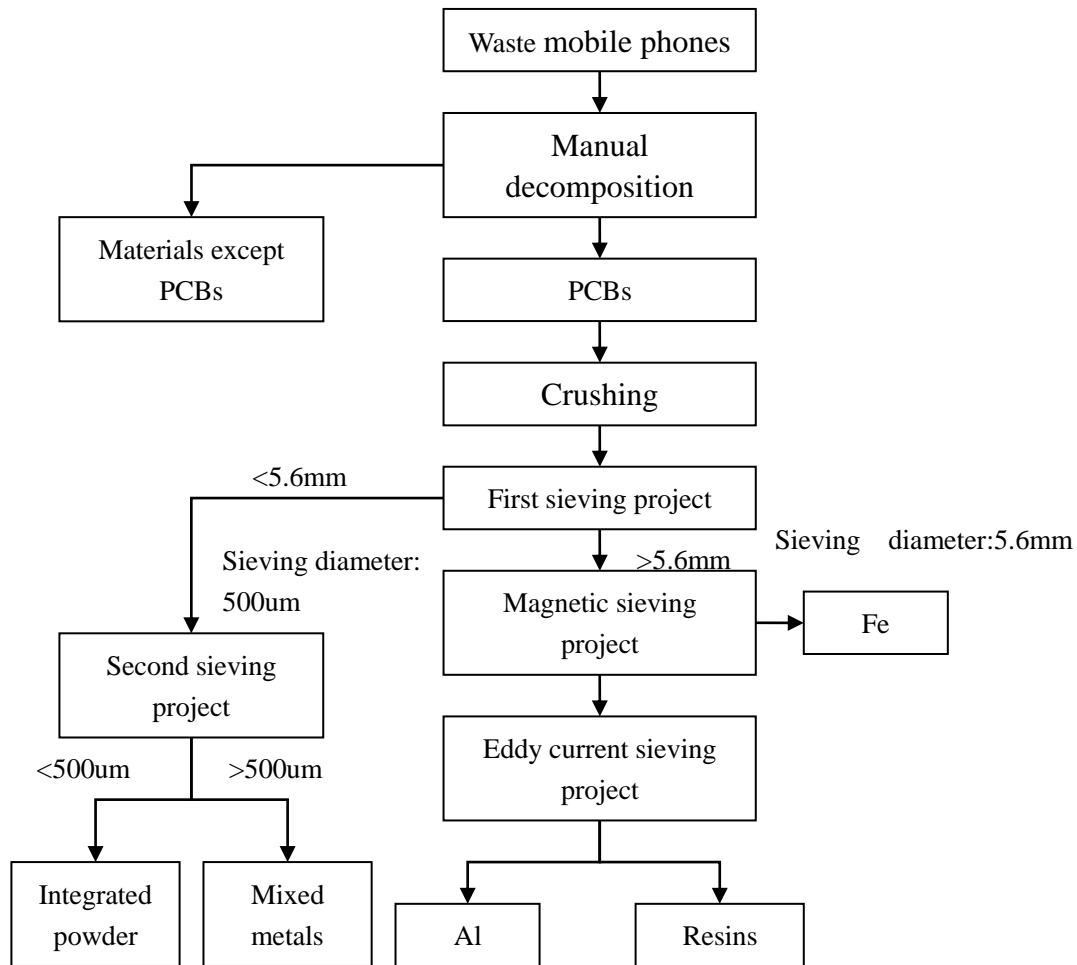 Waste mobile phones
Manual
decomposition
Materials except
PCBs
PCBs
Crushing
<5.6mm
First sieving project
Sieving diameter:5.6mm
>5.6mm
Sieving diameter:
500um
Magnetic sieving
project
Fe
Second sieving
project
Eddy current sieving
project
<500um
>500um
Integrated
powder
Mixed
metals
Al
Resins